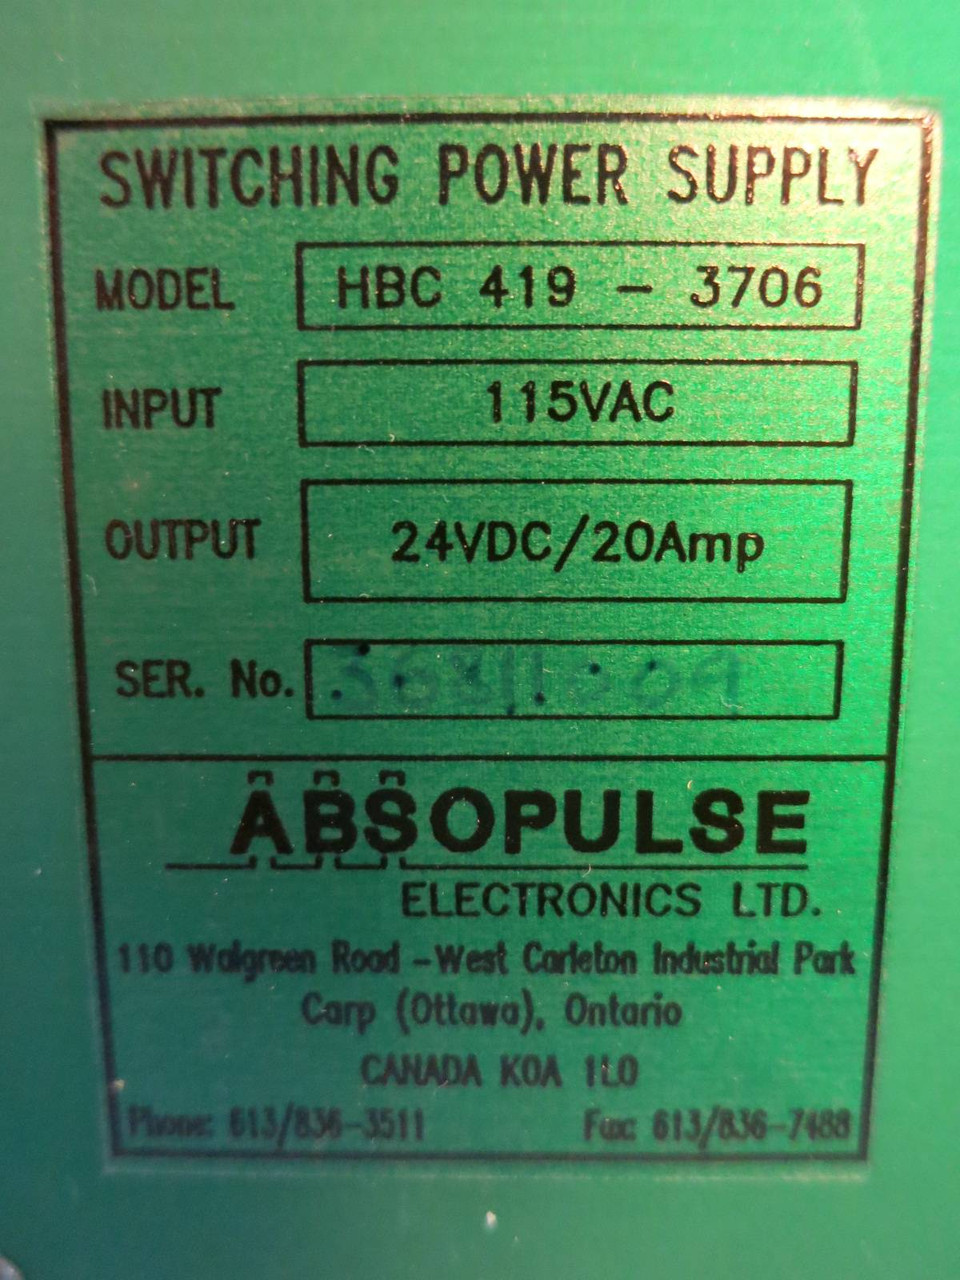 SWITCHING POWER SUPPLY
MODEL HBC 419 - 3706
INPUT 115VAC
OUTPUT 24VDC/20Amp
SER. No.
ABSOPULSE
ELECTRONICS LTD.
110 Walgreen Road -West Carleton Industrial Park
Carp (Ottawa), Ontario
CANADA K0A 1L0
Phone: 613/836-3511 Fax: 613/836-7488